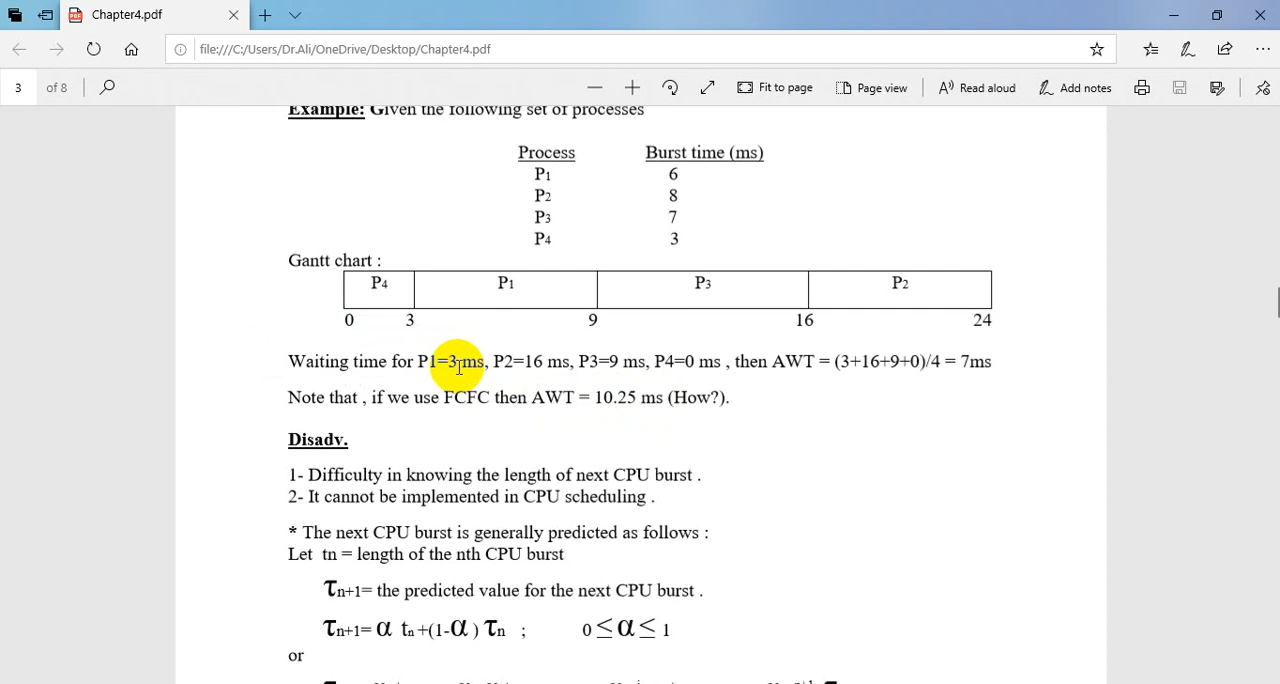 Chapter4.pdf
file:///C:/Users/Dr.Ali/OneDrive/Desktop/Chapter4.pdf
3 of 8 Fit to page Page view Read aloud Add notes
Example: Given the following set of processes
Process Burst time (ms)
P1 6
P2 8
P3 7
P4 3
Gantt chart :
P4 P1 P3 P2
0 3 9 16 24
Waiting time for P1=3 ms, P2=16 ms, P3=9 ms, P4=0 ms , then AWT = (3+16+9+0)/4 = 7ms
Note that , if we use FCFC then AWT = 10.25 ms (How?).
Disadv.
1- Difficulty in knowing the length of next CPU burst .
2- It cannot be implemented in CPU scheduling .
* The next CPU burst is generally predicted as follows :
Let tn = length of the nth CPU burst
τn+1= the predicted value for the next CPU burst .
τn+1= α tn +(1-α ) τn ; 0 ≤ α ≤ 1
or